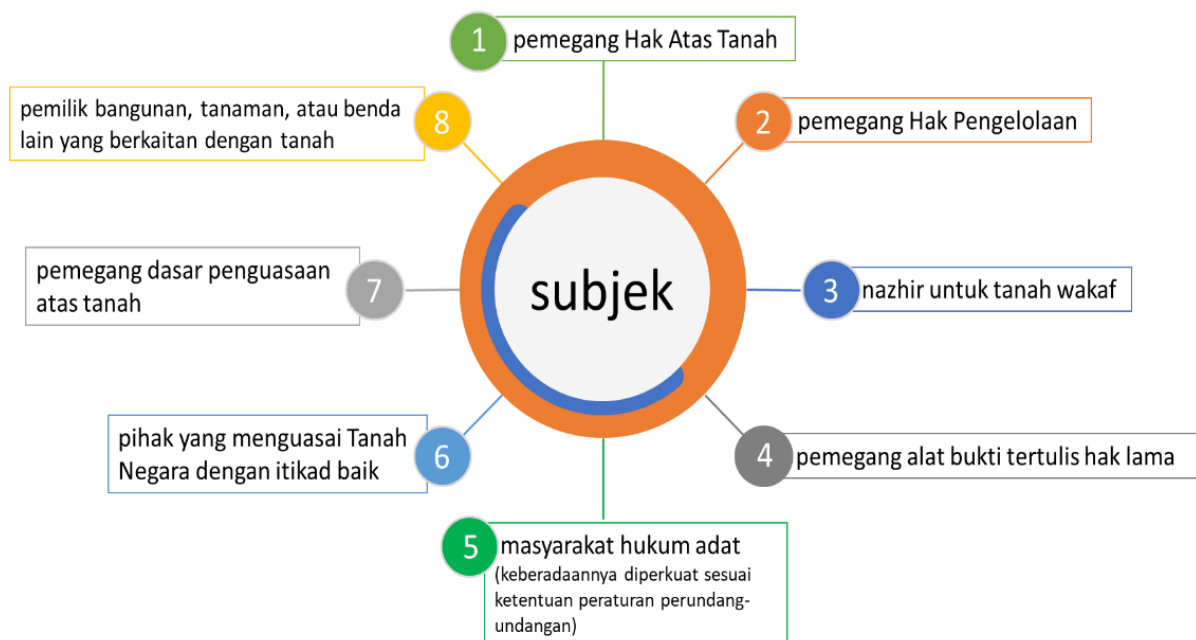 1 pemegang Hak Atas Tanah
2 pemegang Hak Pengelolaan
3 nazhir untuk tanah wakaf
4 pemegang alat bukti tertulis hak lama
5 masyarakat hukum adat
(keberadaannya diperkuat sesuai
ketentuan peraturan perundang-
undangan)
6 pihak yang menguasai Tanah
Negara dengan itikad baik
7 pemegang dasar penguasaan
atas tanah
8 pemilik bangunan, tanaman, atau benda
lain yang berkaitan dengan tanah
subjek